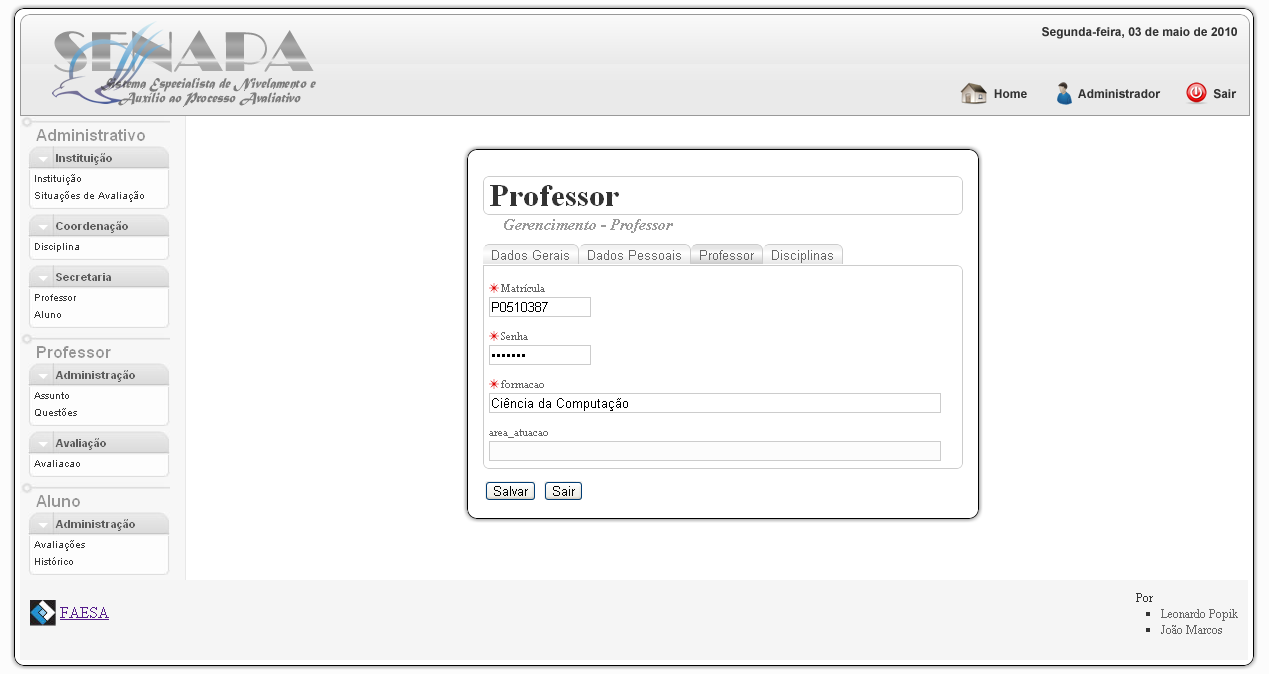 SENAPA
Sistema Especialista de Nivelamento e
Auxílio ao Processo Avaliativo
Segunda-feira, 03 de maio de 2010
Home Administrador Sair
Administrativo
Instituição
Instituição
Situações de Avaliação
Coordenação
Disciplina
Secretaria
Professor
Aluno
Professor
Administração
Assunto
Questões
Avaliação
Avaliacao
Aluno
Administração
Avaliações
Histórico
Professor
Gerencimento - Professor
Dados Gerais Dados Pessoais Professor Disciplinas
Matrícula
P0510387
Senha
•••••••
formacao
Ciência da Computação
area_atuacao
Salvar Sair
FAESA
Por
Leonardo Popik
João Marcos